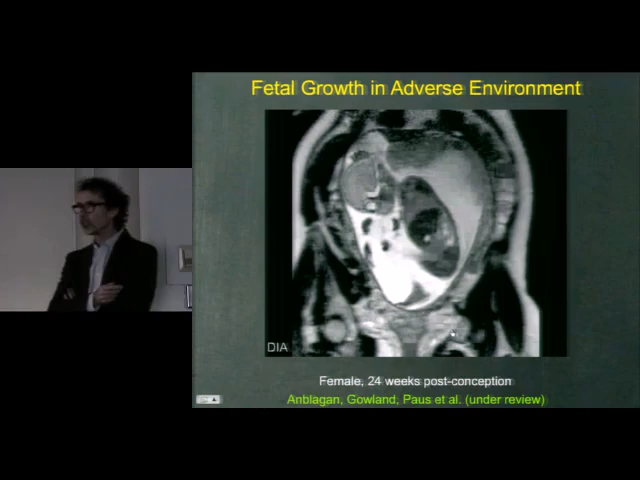 Fetal Growth in Adverse Environment
DIA
Female, 24 weeks post-conception
Anblagan, Gowland, Paus et al. (under review)